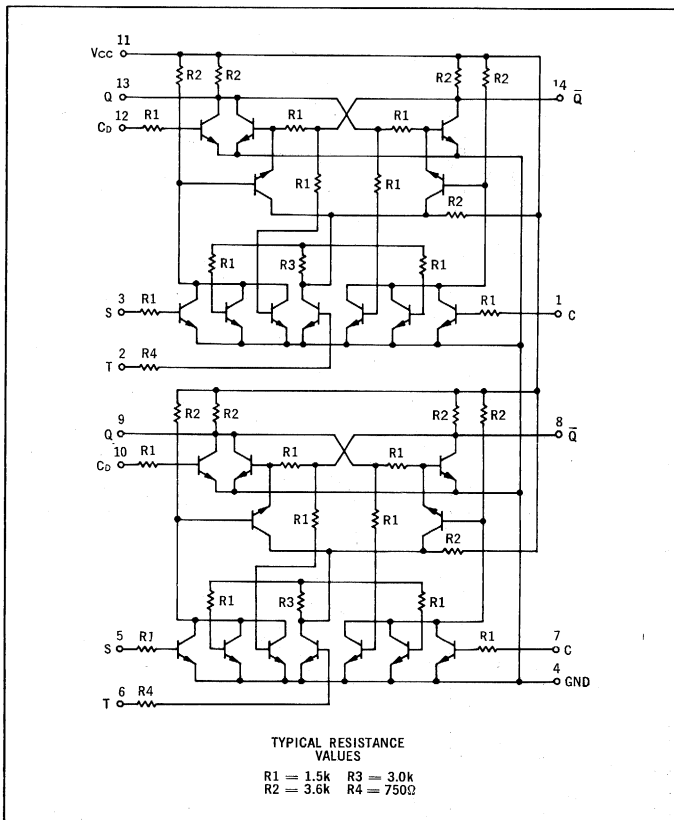 11
VCC
R2 R2 R2 R2
13 14
Q Q̅
12 R1 R1 R1
CD
R1 R1
R2
R1 R3 R1
3 R1 R1 1
S C
2 R4
T
R2 R2 R2 R2
9 8
Q Q̅
10 R1 R1 R1
CD
R1 R1
R2
R1 R3 R1
5 R1 R1 7
S C
4
GND
6 R4
T
TYPICAL RESISTANCE
VALUES
R1 = 1.5k R3 = 3.0k
R2 = 3.6k R4 = 750Ω